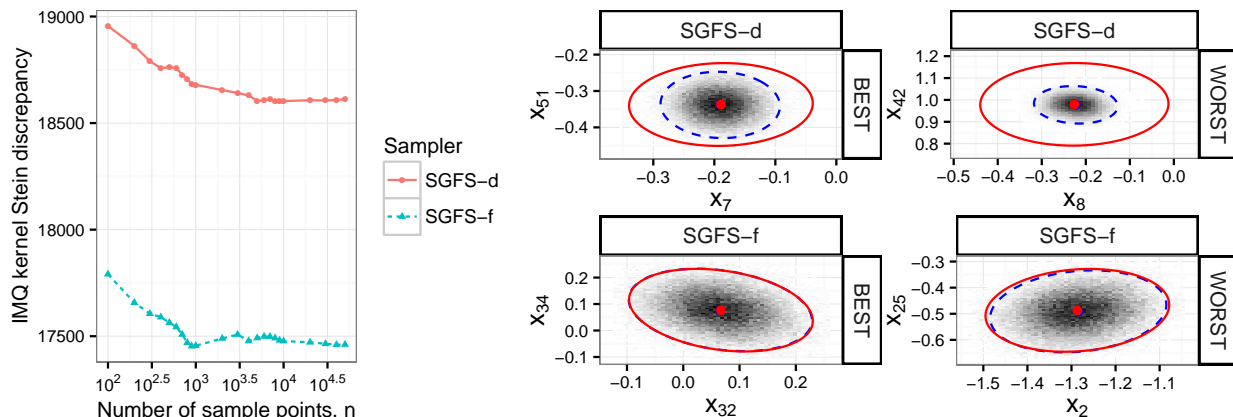 19000
18500
18000
17500
IMQ kernel Stein discrepancy
10^2 10^2.5 10^3 10^3.5 10^4 10^4.5
Number of sample points, n
Sampler
SGFS−d
SGFS−f
SGFS−d
BEST
−0.2
−0.3
−0.4
x51
−0.3 −0.2 −0.1 0.0
x7
SGFS−d
WORST
1.2
1.1
1.0
0.9
0.8
x42
−0.5 −0.4 −0.3 −0.2 −0.1 0.0
x8
SGFS−f
BEST
0.2
0.1
0.0
−0.1
x34
−0.1 0.0 0.1 0.2
x32
SGFS−f
WORST
−0.3
−0.4
−0.5
−0.6
x25
−1.5 −1.4 −1.3 −1.2 −1.1
x2